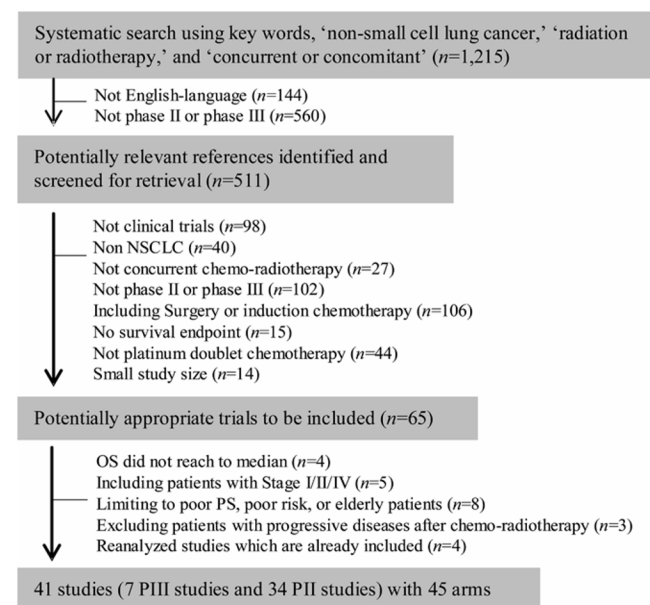 Systematic search using key words, ‘non-small cell lung cancer,’ ‘radiation
or radiotherapy,’ and ‘concurrent or concomitant’ (n=1,215)
Not English-language (n=144)
Not phase II or phase III (n=560)
Potentially relevant references identified and
screened for retrieval (n=511)
Not clinical trials (n=98)
Non NSCLC (n=40)
Not concurrent chemo-radiotherapy (n=27)
Not phase II or phase III (n=102)
Including Surgery or induction chemotherapy (n=106)
No survival endpoint (n=15)
Not platinum doublet chemotherapy (n=44)
Small study size (n=14)
Potentially appropriate trials to be included (n=65)
OS did not reach to median (n=4)
Including patients with Stage I/II/IV (n=5)
Limiting to poor PS, poor risk, or elderly patients (n=8)
Excluding patients with progressive diseases after chemo-radiotherapy (n=3)
Reanalyzed studies which are already included (n=4)
41 studies (7 PIII studies and 34 PII studies) with 45 arms